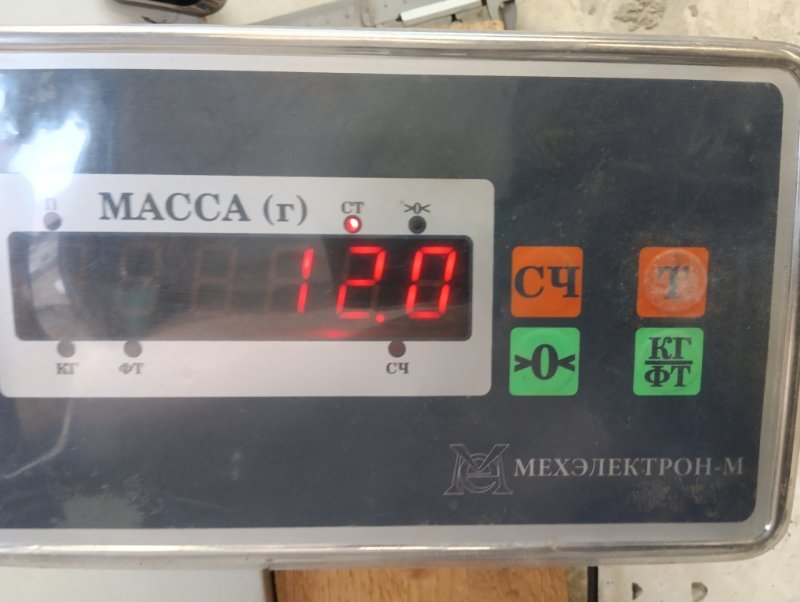 П МАССА (г) СТ >0<
12.0
КГ ФТ СЧ
СЧ Т
>0< КГ/ФТ
МЕХЭЛЕКТРОН-М